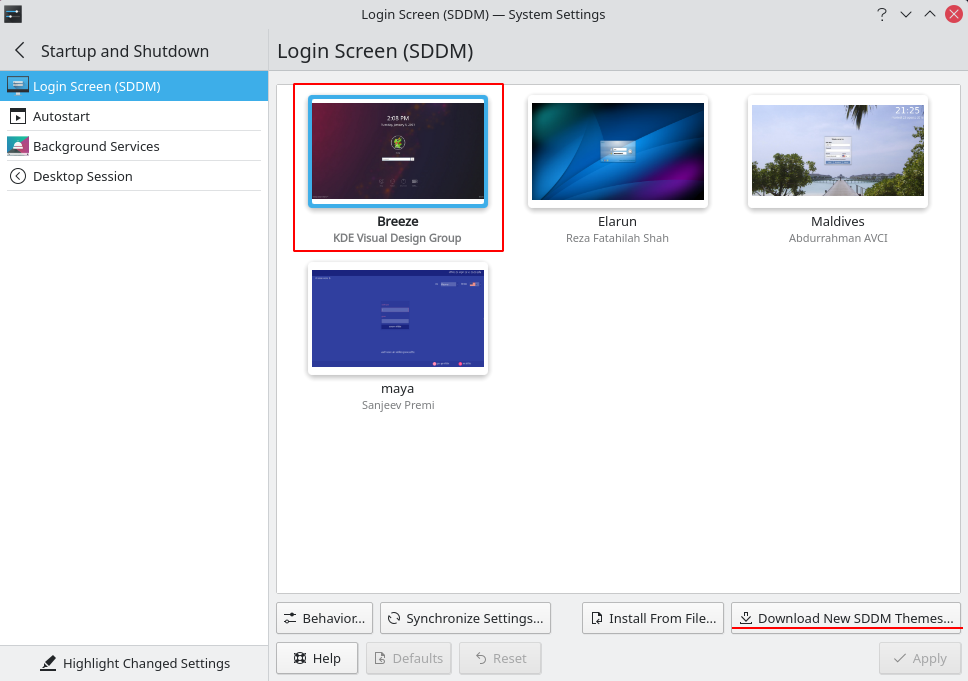 Login Screen (SDDM) — System Settings
Startup and Shutdown
Login Screen (SDDM)
Login Screen (SDDM)
Autostart
Background Services
Desktop Session
2:08 PM
21:25
Breeze
KDE Visual Design Group
Elarun
Reza Fatahilah Shah
Maldives
Abdurrahman AVCI
maya
Sanjeev Premi
Behavior...
Synchronize Settings...
Install From File...
Download New SDDM Themes...
Highlight Changed Settings
Help
Defaults
Reset
Apply